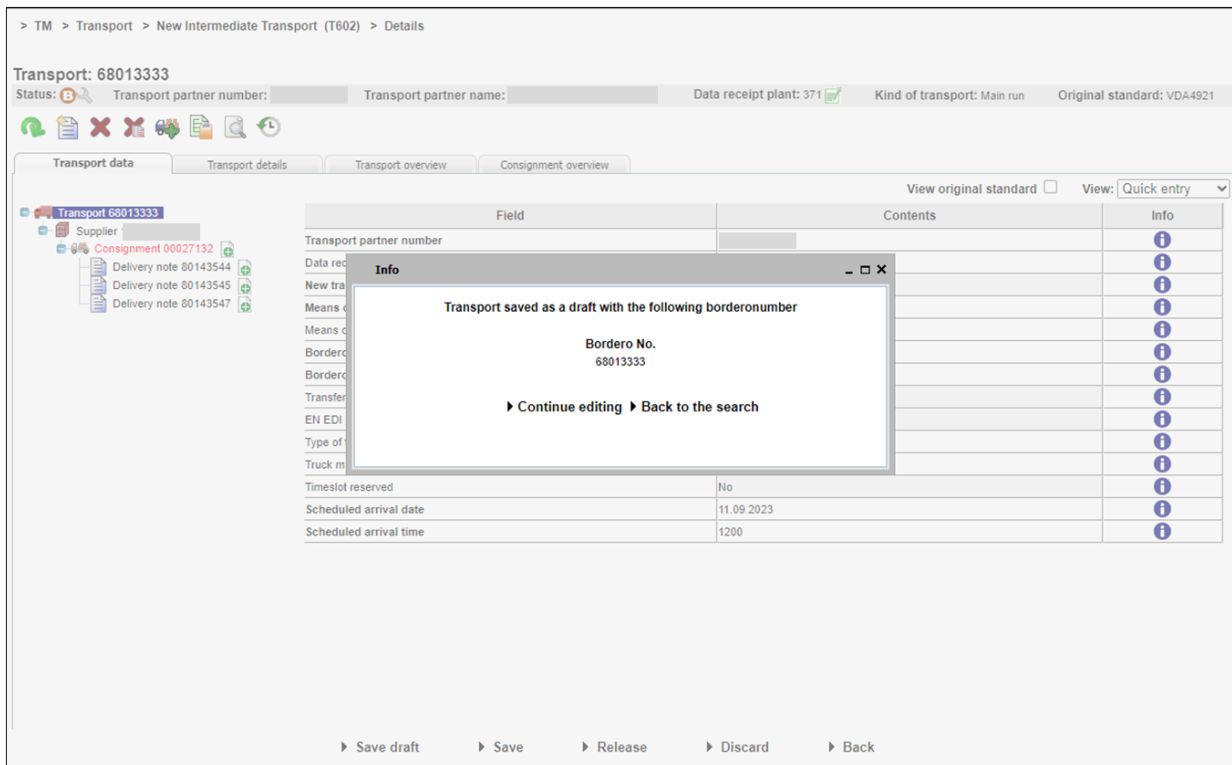 > TM > Transport > New Intermediate Transport (T602) > Details
Transport: 68013333
Status: B Transport partner number: Transport partner name: Data receipt plant: 371 Kind of transport: Main run Original standard: VDA4921
Transport data Transport details Transport overview Consignment overview
View original standard View: Quick entry
Transport 68013333
Supplier
Consignment 00027132
Delivery note 80143544
Delivery note 80143545
Delivery note 80143547
Field Contents Info
Transport partner number
Data rec
New tra
Means
Means
Bordero
Bordero
Transfer
EN EDI
Type of
Truck m
Timeslot reserved No
Scheduled arrival date 11.09.2023
Scheduled arrival time 1200
Info
Transport saved as a draft with the following borderonumber
Bordero No.
68013333
Continue editing Back to the search
Save draft Save Release Discard Back